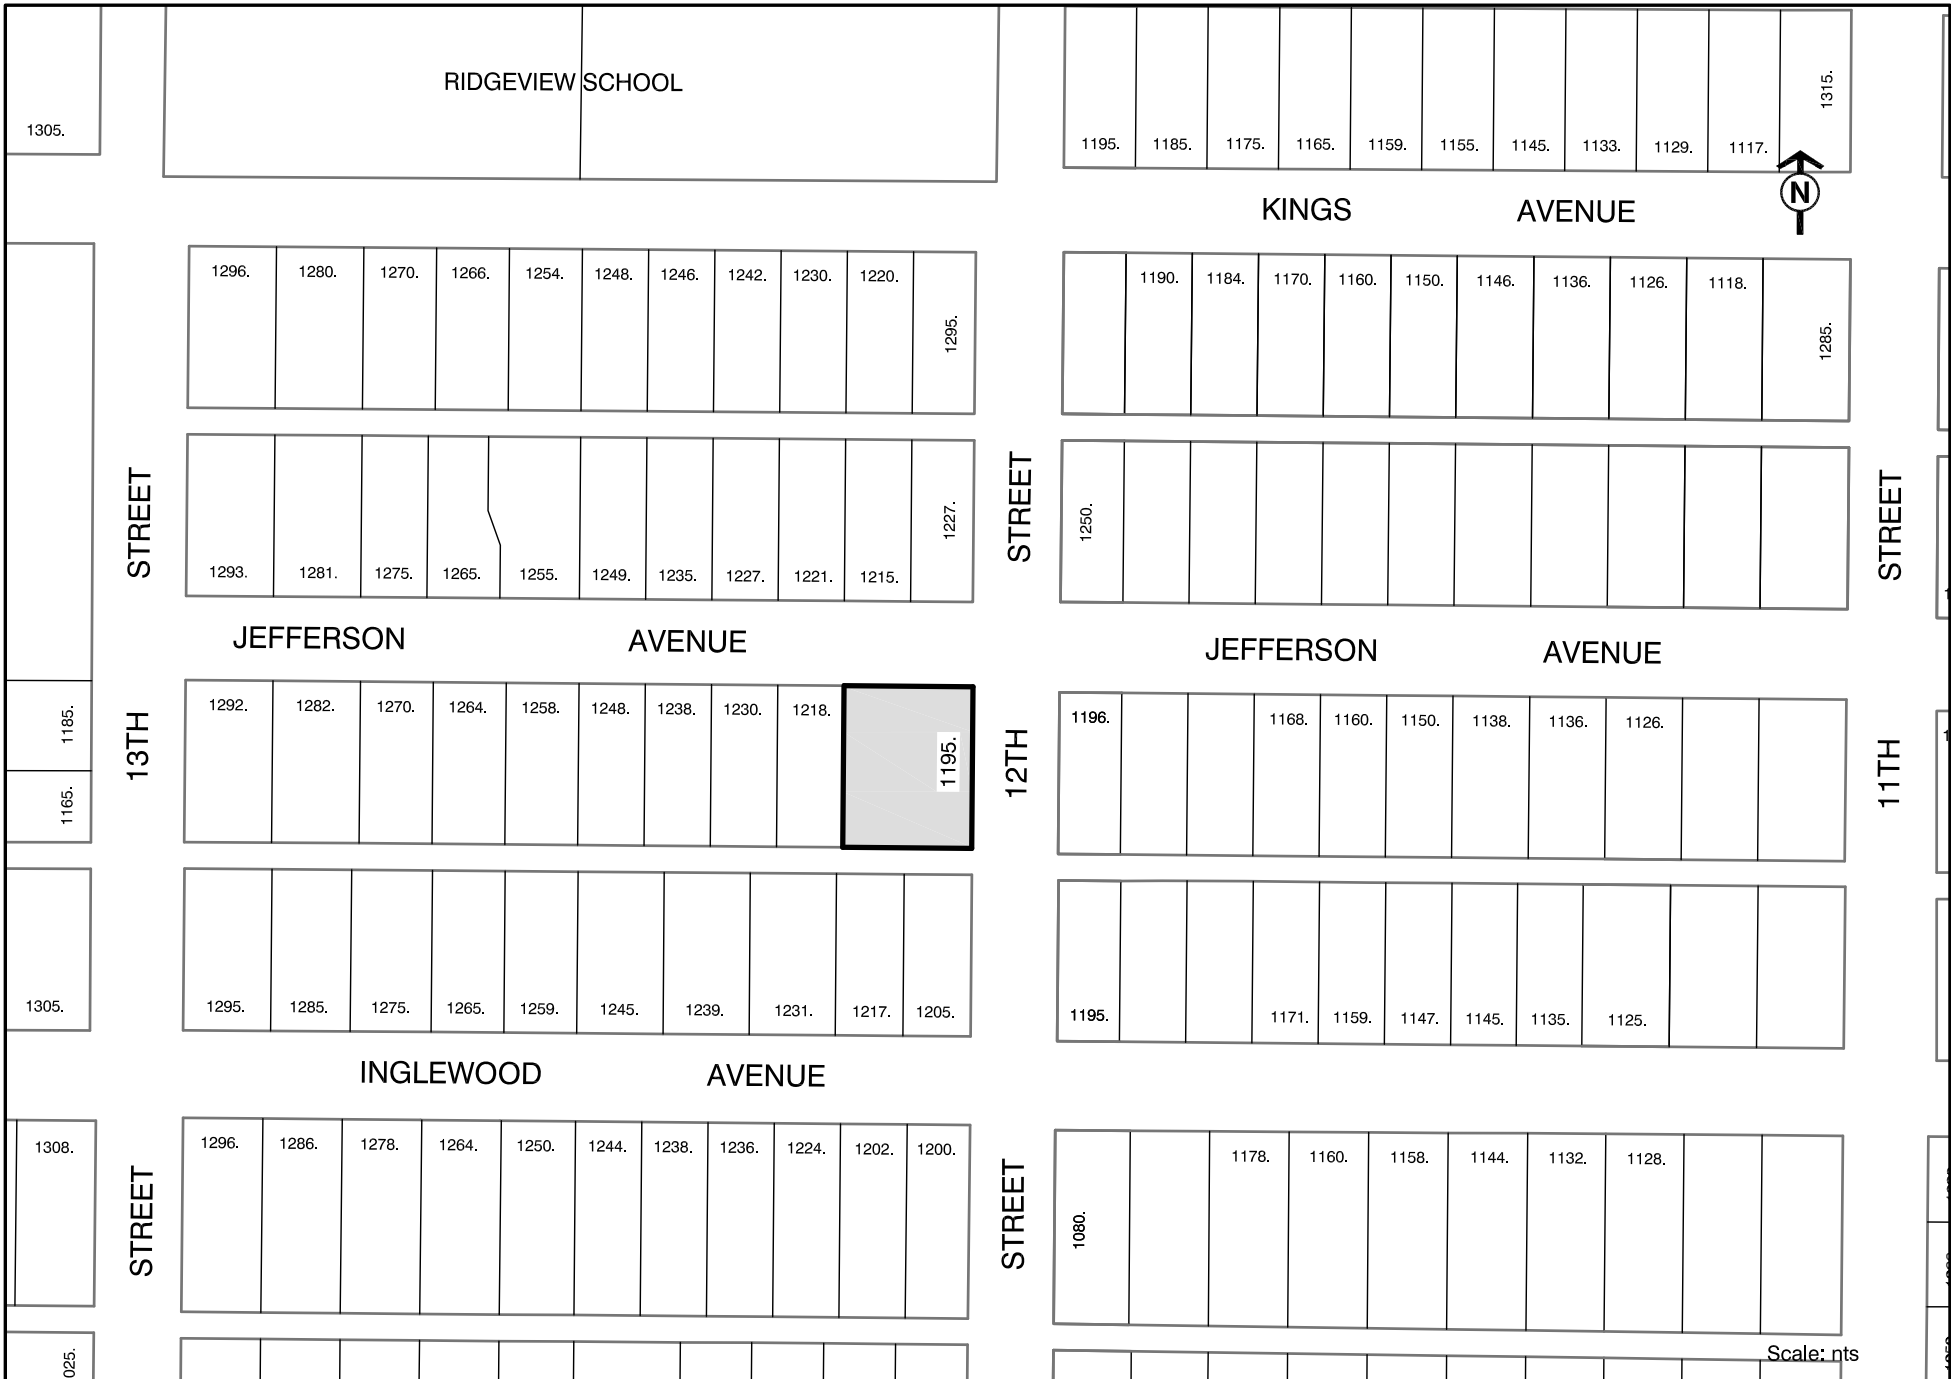 RIDGEVIEW SCHOOL
1305.
1195. 1185. 1175. 1165. 1159. 1155. 1145. 1133. 1129. 1117. 1315.
N
KINGS AVENUE
1296. 1280. 1270. 1266. 1254. 1248. 1246. 1242. 1230. 1220. 1295.
1190. 1184. 1170. 1160. 1150. 1146. 1136. 1126. 1118. 1285.
STREET
STREET
STREET
1227.
1250.
1293. 1281. 1275. 1265. 1255. 1249. 1235. 1227. 1221. 1215.
JEFFERSON AVENUE
JEFFERSON AVENUE
1185.
1165.
13TH
12TH
11TH
1292. 1282. 1270. 1264. 1258. 1248. 1238. 1230. 1218. 1195.
1196. 1168. 1160. 1150. 1138. 1136. 1126.
1305.
1295. 1285. 1275. 1265. 1259. 1245. 1239. 1231. 1217. 1205.
1195. 1171. 1159. 1147. 1145. 1135. 1125.
INGLEWOOD AVENUE
1308.
1296. 1286. 1278. 1264. 1250. 1244. 1238. 1236. 1224. 1202. 1200.
1178. 1160. 1158. 1144. 1132. 1128.
1080.
STREET
STREET
025.
Scale: nts